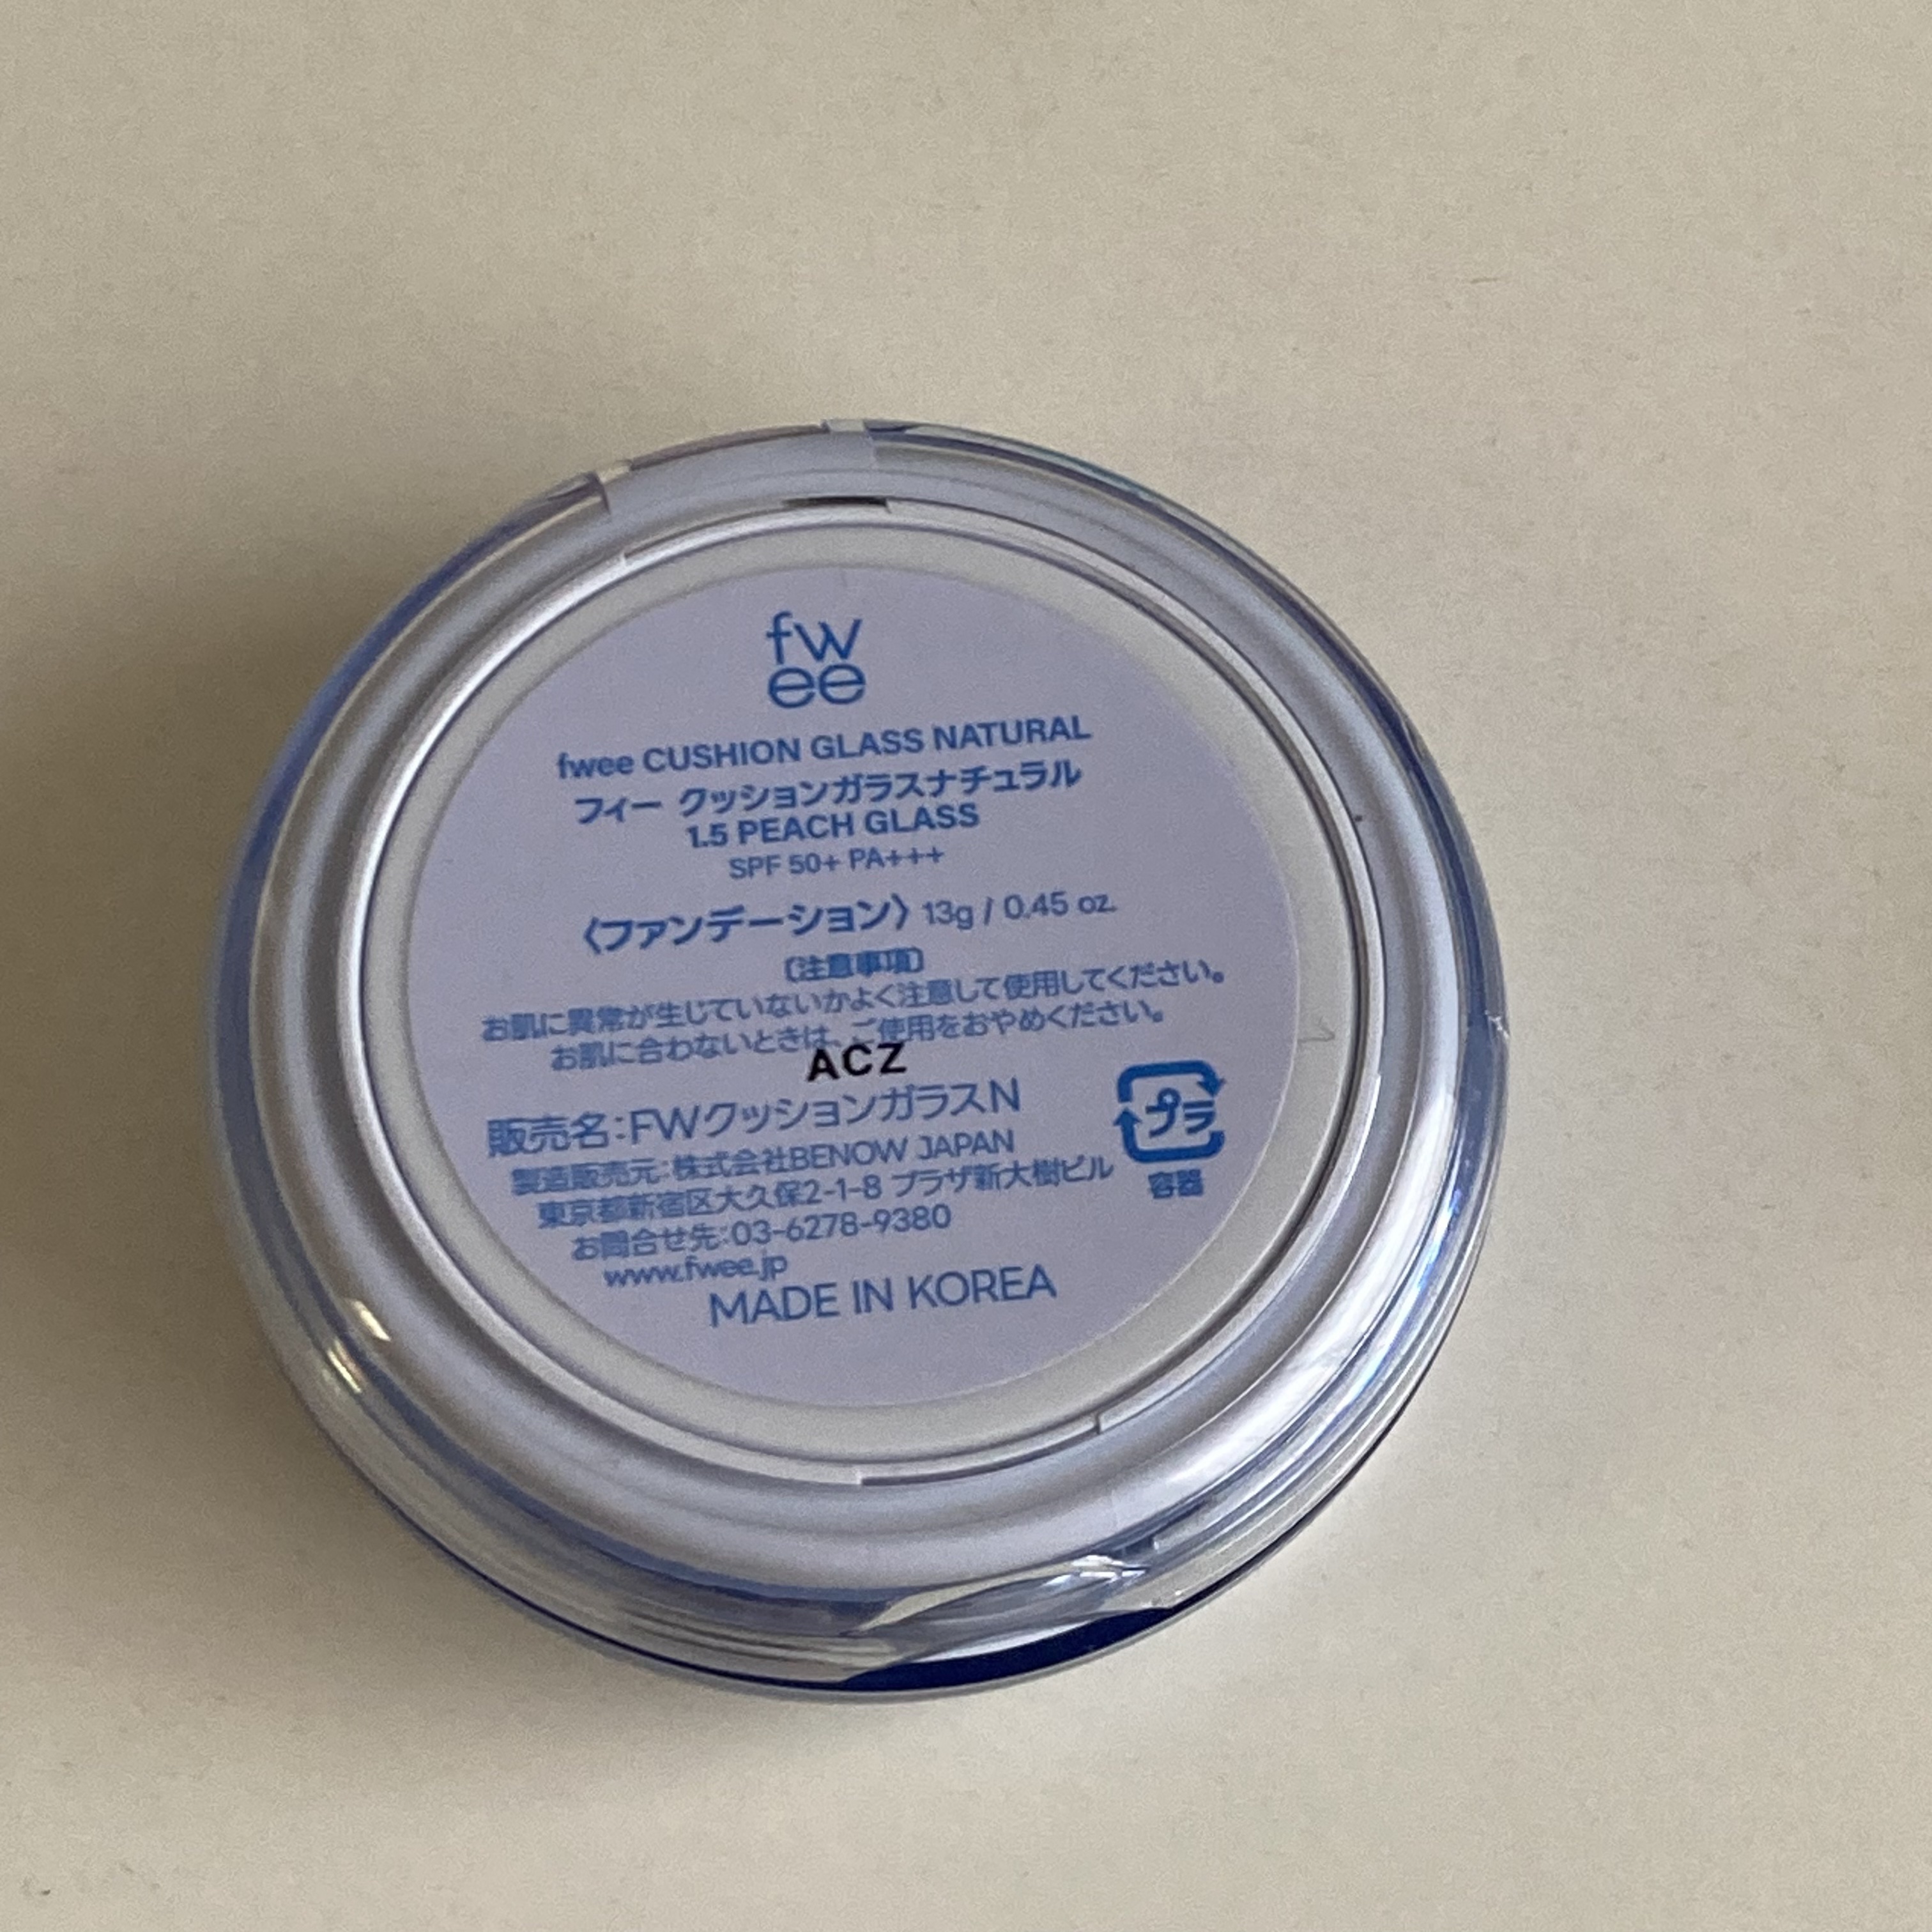 fw
ee
fwee CUSHION GLASS NATURAL
フィー クッションガラスナチュラル
1.5 PEACH GLASS
SPF 50+ PA+++
〈ファンデーション〉 13g / 0.45 oz.
〔注意事項〕
お肌に異常が生じていないかよく注意して使用してください。
お肌に合わないときは、ご使用をおやめください。
ACZ
販売名:FWクッションガラスN
製造販売元:株式会社BENOW JAPAN
東京都新宿区大久保2-1-8 プラザ新大樹ビル
お問合せ先:03-6278-9380
www.fwee.jp
MADE IN KOREA
プラ
容器